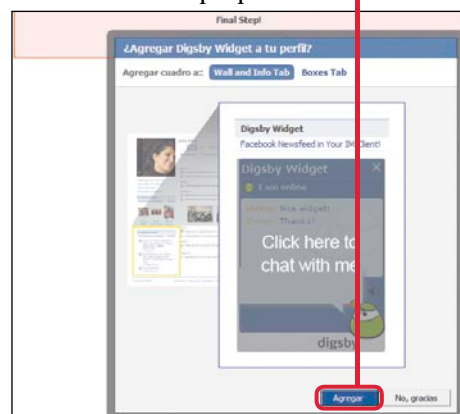 Final Step!
¿Agregar Digsby Widget a tu perfil?
Agregar cuadro a:: Wall and Info Tab Boxes Tab
Digsby Widget
Facebook Newsfeed in Your IM Client!
Digsby Widget
I am online
Nice widget!
Thanks!
Click here to
chat with me
digsby
Agregar No, gracias